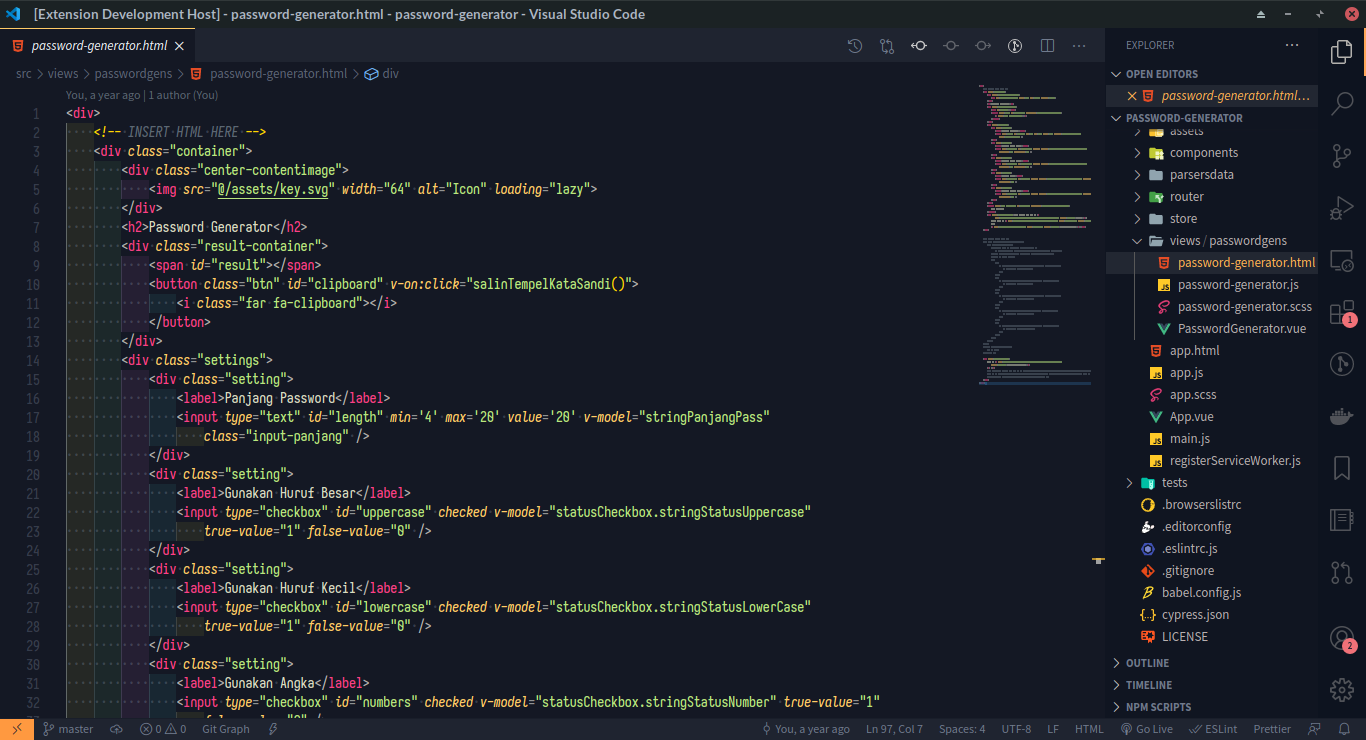 [Extension Development Host] - password-generator.html - password-generator - Visual Studio Code
password-generator.html
src > views > passwordgens > password-generator.html > div
You, a year ago | 1 author (You)
1 <div>
2 <!-- INSERT HTML HERE -->
3 <div class="container">
4 <div class="center-contentimage">
5 <img src="@/assets/key.svg" width="64" alt="Icon" loading="lazy">
6 </div>
7 <h2>Password Generator</h2>
8 <div class="result-container">
9 <span id="result"></span>
10 <button class="btn" id="clipboard" v-on:click="salinTempelKataSandi()">
11 <i class="far fa-clipboard"></i>
12 </button>
13 </div>
14 <div class="settings">
15 <div class="setting">
16 <label>Panjang Password</label>
17 <input type="text" id="length" min='4' max='20' value='20' v-model="stringPanjangPass"
18 class="input-panjang" />
19 </div>
20 <div class="setting">
21 <label>Gunakan Huruf Besar</label>
22 <input type="checkbox" id="uppercase" checked v-model="statusCheckbox.stringStatusUppercase"
23 true-value="1" false-value="0" />
24 </div>
25 <div class="setting">
26 <label>Gunakan Huruf Kecil</label>
27 <input type="checkbox" id="lowercase" checked v-model="statusCheckbox.stringStatusLowerCase"
28 true-value="1" false-value="0" />
29 </div>
30 <div class="setting">
31 <label>Gunakan Angka</label>
32 <input type="checkbox" id="numbers" checked v-model="statusCheckbox.stringStatusNumber" true-value="1"
EXPLORER
OPEN EDITORS
password-generator.html...
PASSWORD-GENERATOR
assets
components
parsersdata
router
store
views / passwordgens
password-generator.html
password-generator.js
password-generator.scss
PasswordGenerator.vue
app.html
app.js
app.scss
App.vue
main.js
registerServiceWorker.js
tests
.browserslistrc
.editorconfig
.eslintrc.js
.gitignore
babel.config.js
cypress.json
LICENSE
OUTLINE
TIMELINE
NPM SCRIPTS
1
2
master
0 0
Git Graph
You, a year ago
Ln 97, Col 7
Spaces: 4
UTF-8
LF
HTML
Go Live
ESLint
Prettier